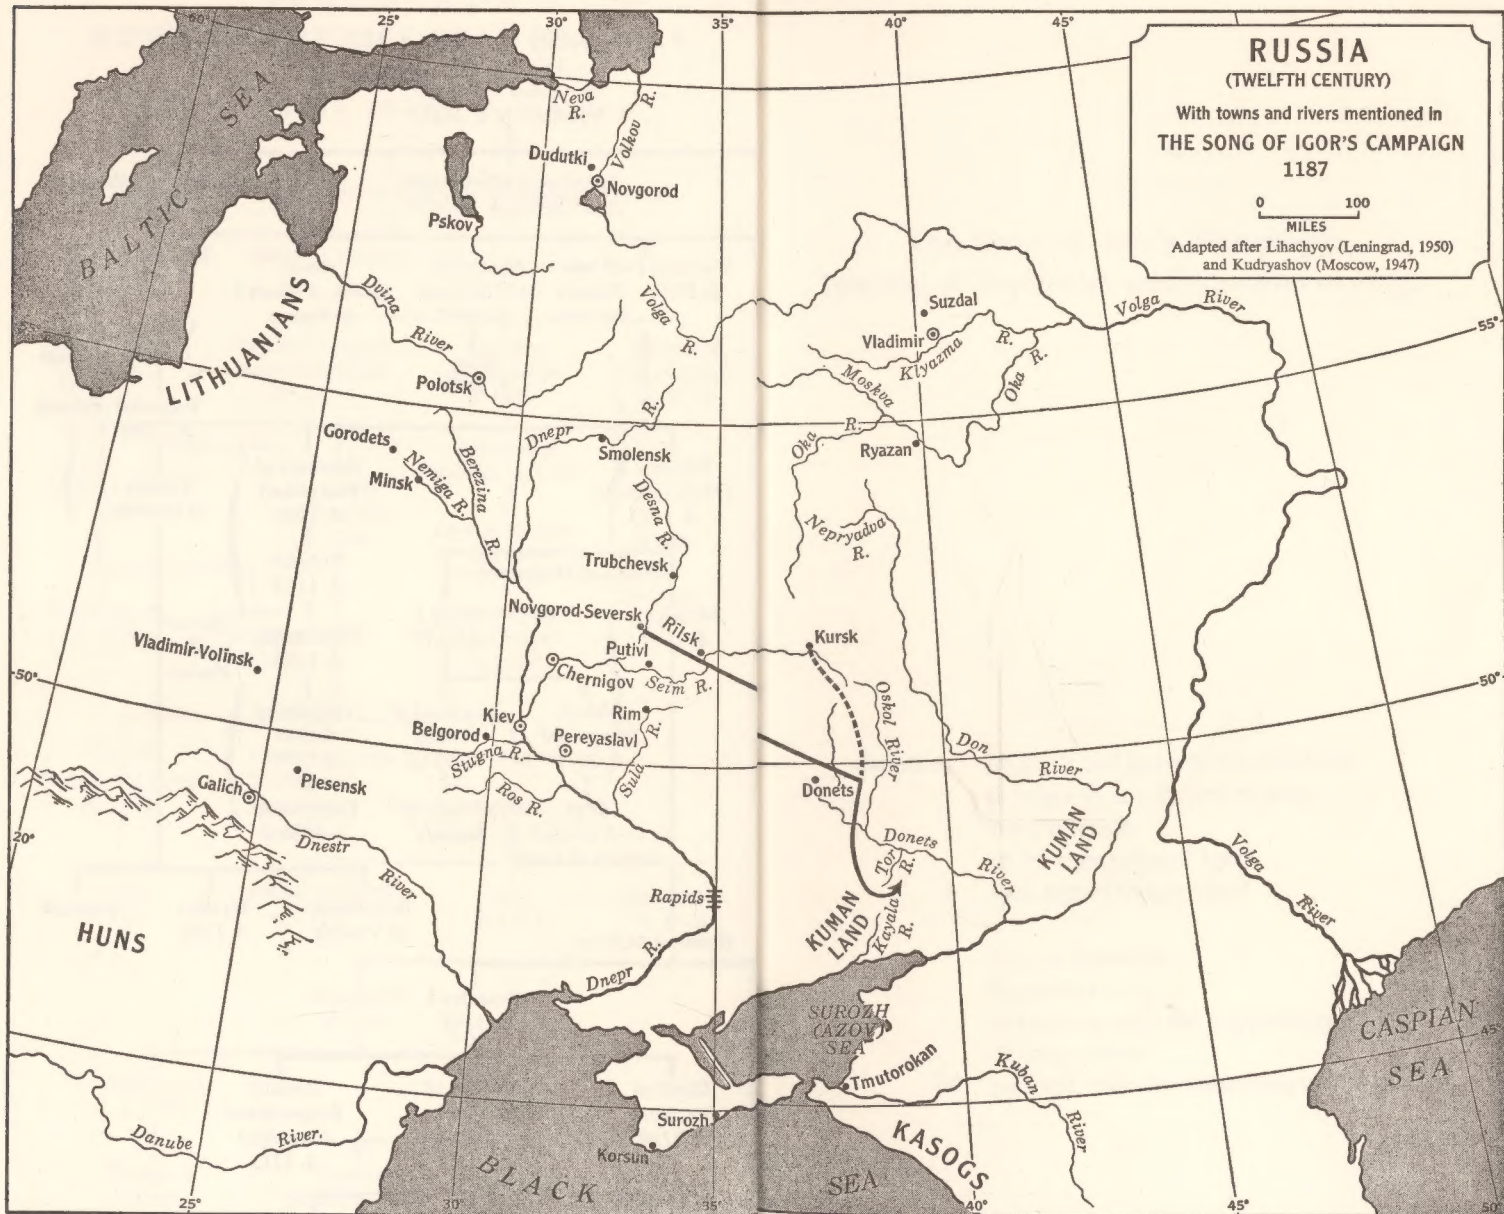 RUSSIA
(TWELFTH CENTURY)
With towns and rivers mentioned in
THE SONG OF IGOR'S CAMPAIGN
1187
0 100
MILES
Adapted after Lihachyov (Leningrad, 1950)
and Kudryashov (Moscow, 1947)
60°
25°
30°
35°
40°
45°
BALTIC SEA
Neva R.
Volkov R.
Dudutki
Novgorod
Pskov
LITHUANIANS
Dvina River
Polotsk
Volga R.
Suzdal
Vladimir
Klyazma R.
Moskva R.
Oka R.
Oka
Volga River
55°
55°
Ryazan
Gorodets
Nemiga R.
Minsk
Berezina R.
Dnepr R.
Smolensk
Desna R.
Trubchevsk
Nepryadva R.
Novgorod-Seversk
Rilsk
Kursk
Putivl
Vladimir-Volinsk
Chernigov
Seim R.
50°
50°
Kiev
Rim
Belgorod
Pereyaslavl
Stugna R.
Sula R.
Oskol River
Don River
Galich
Plesensk
Ros R.
Donets
20°
Dnestr River
Donets River
Tor R.
KUMAN LAND
Volga River
Rapids
KUMAN LAND
Kayala R.
HUNS
Dnepr R.
SUROZH
(AZOV)
SEA
CASPIAN SEA
45°
Tmutorokan
Kuban River
Surozh
Korsun
KASOGS
Danube River.
BLACK SEA
25°
30°
35°
40°
45°
50°